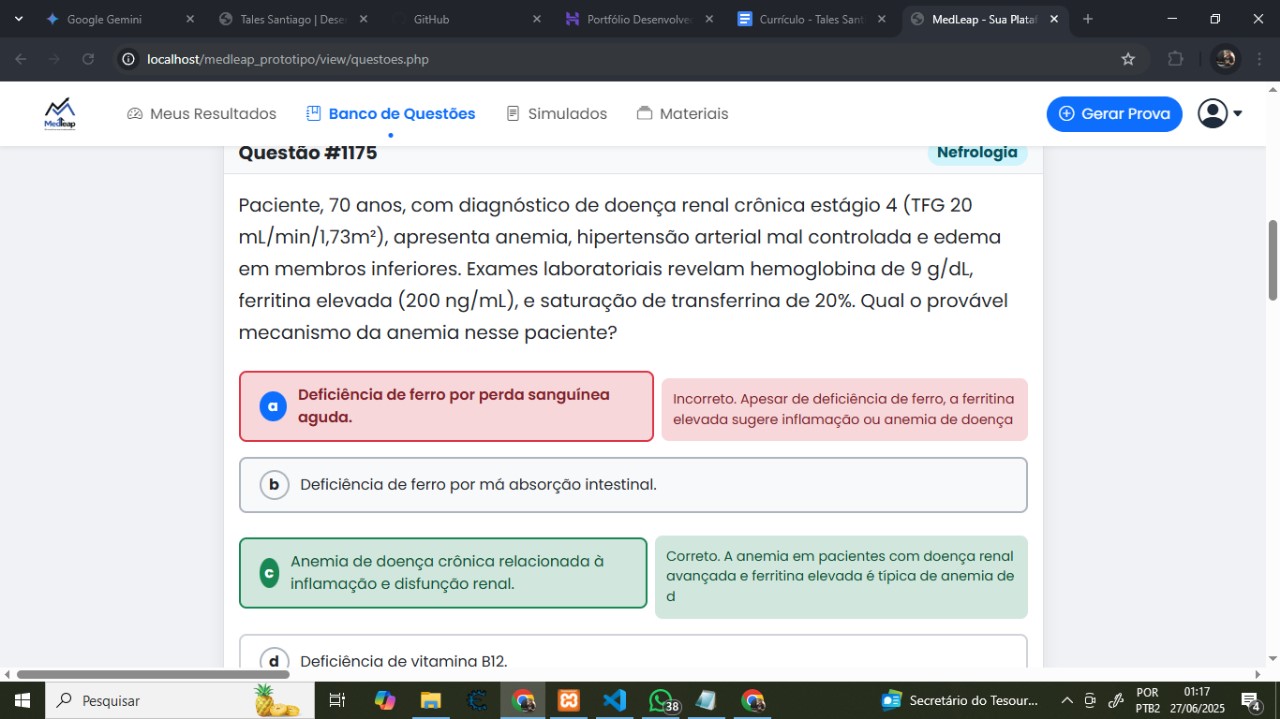 Google Gemini
Tales Santiago | Dese
GitHub
Portfólio Desenvolve
Currículo - Tales Sant
MedLeap - Sua Plata
localhost/medleap_prototipo/view/questoes.php
Medleap
Meus Resultados
Banco de Questões
Simulados
Materiais
Gerar Prova
Questão #1175
Nefrologia
Paciente, 70 anos, com diagnóstico de doença renal crônica estágio 4 (TFG 20
mL/min/1,73m²), apresenta anemia, hipertensão arterial mal controlada e edema
em membros inferiores. Exames laboratoriais revelam hemoglobina de 9 g/dL,
ferritina elevada (200 ng/mL), e saturação de transferrina de 20%. Qual o provável
mecanismo da anemia nesse paciente?
a
Deficiência de ferro por perda sanguínea
aguda.
Incorreto. Apesar de deficiência de ferro, a ferritina
elevada sugere inflamação ou anemia de doença
b
Deficiência de ferro por má absorção intestinal.
c
Anemia de doença crônica relacionada à
inflamação e disfunção renal.
Correto. A anemia em pacientes com doença renal
avançada e ferritina elevada é típica de anemia de
d
d
Deficiência de vitamina B12.
Pesquisar
38
Secretário do Tesour...
POR
PTB2
01:17
27/06/2025
4